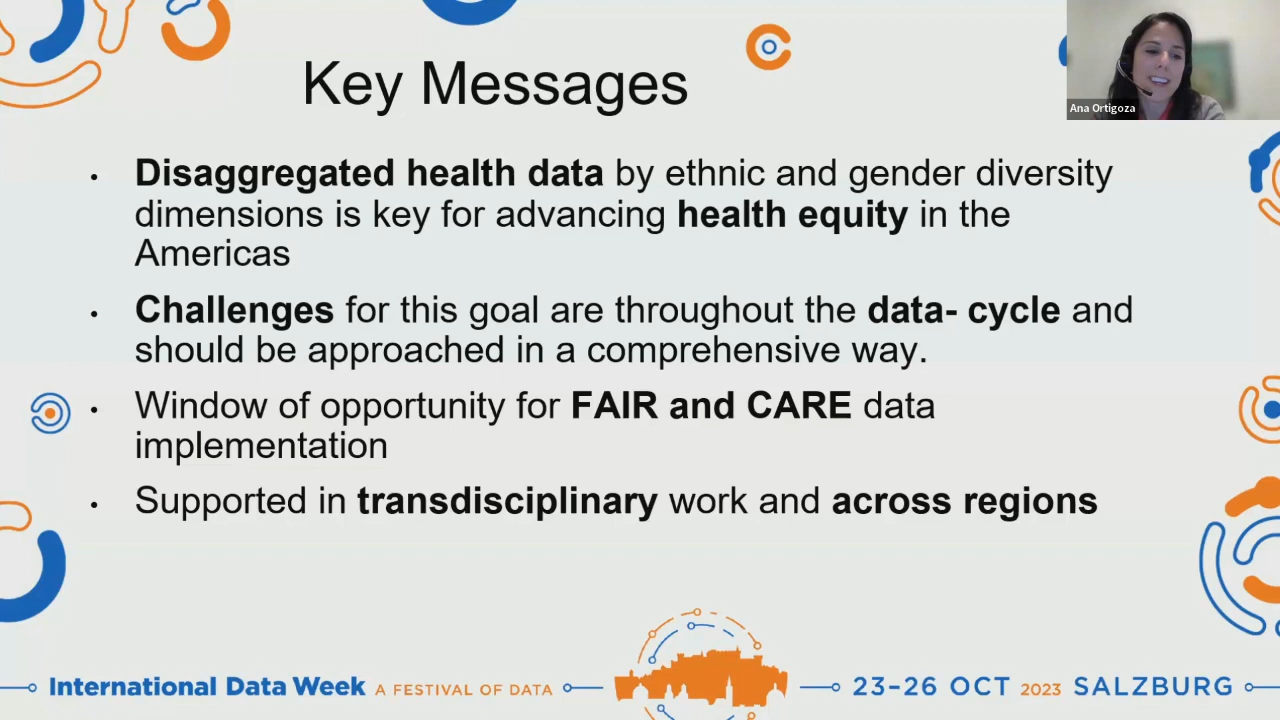 Key Messages
Ana Ortigoza
• Disaggregated health data by ethnic and gender diversity
dimensions is key for advancing health equity in the
Americas
• Challenges for this goal are throughout the data- cycle and
should be approached in a comprehensive way.
• Window of opportunity for FAIR and CARE data
implementation
• Supported in transdisciplinary work and across regions
International Data Week A FESTIVAL OF DATA 23-26 OCT 2023 SALZBURG